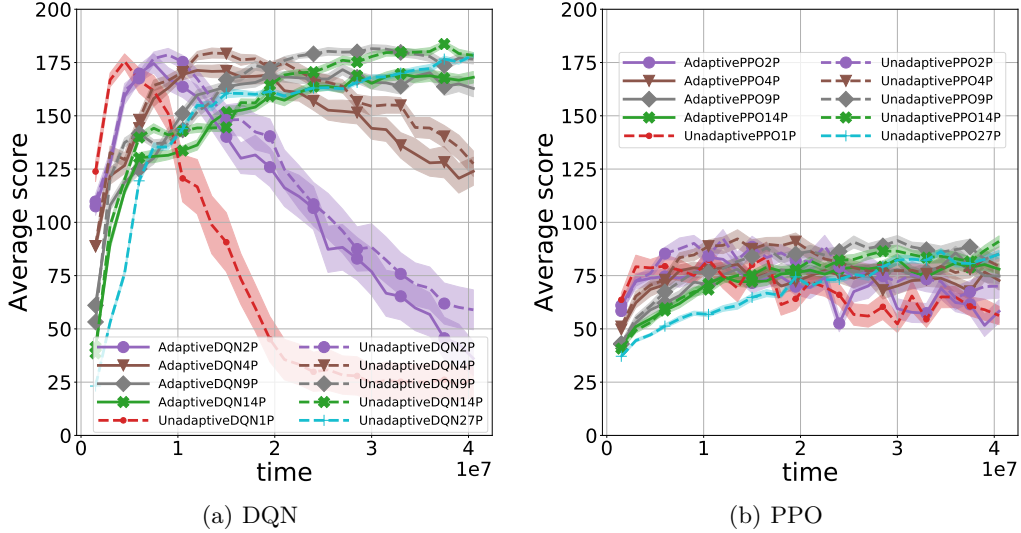 200
175
150
125
100
75
50
25
0
Average score
AdaptiveDQN2P
AdaptiveDQN4P
AdaptiveDQN9P
AdaptiveDQN14P
UnadaptiveDQN1P
UnadaptiveDQN2P
UnadaptiveDQN4P
UnadaptiveDQN9P
UnadaptiveDQN14P
UnadaptiveDQN27P
0 1 2 3 4
1e7
time
(a) DQN
200
175
150
125
100
75
50
25
0
Average score
AdaptivePPO2P
AdaptivePPO4P
AdaptivePPO9P
AdaptivePPO14P
UnadaptivePPO1P
UnadaptivePPO2P
UnadaptivePPO4P
UnadaptivePPO9P
UnadaptivePPO14P
UnadaptivePPO27P
0 1 2 3 4
1e7
time
(b) PPO